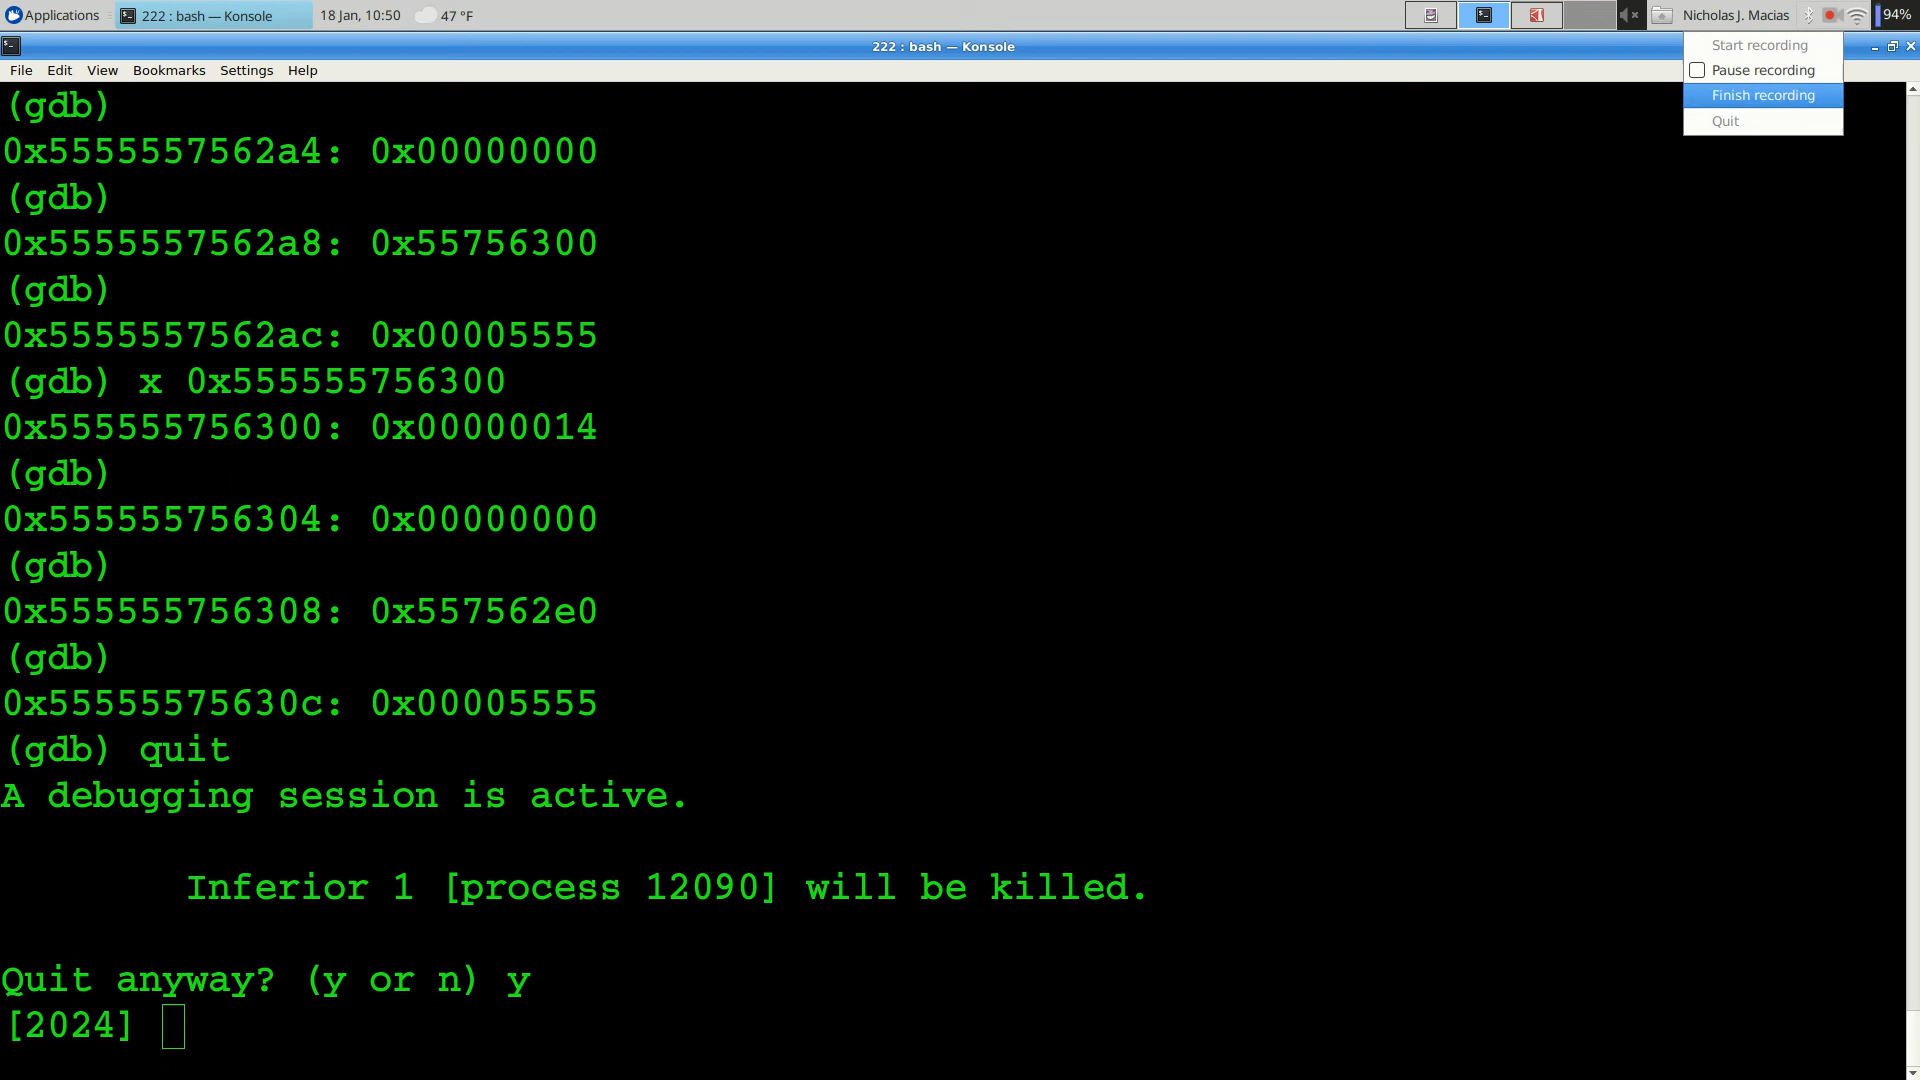 Applications 222 : bash — Konsole 18 Jan, 10:50 47 °F Nicholas J. Macias 94%
222 : bash — Konsole
File Edit View Bookmarks Settings Help
Start recording
Pause recording
Finish recording
Quit
(gdb)
0x5555557562a4: 0x00000000
(gdb)
0x5555557562a8: 0x55756300
(gdb)
0x5555557562ac: 0x00005555
(gdb) x 0x555555756300
0x555555756300: 0x00000014
(gdb)
0x555555756304: 0x00000000
(gdb)
0x555555756308: 0x557562e0
(gdb)
0x55555575630c: 0x00005555
(gdb) quit
A debugging session is active.
Inferior 1 [process 12090] will be killed.
Quit anyway? (y or n) y
[2024]